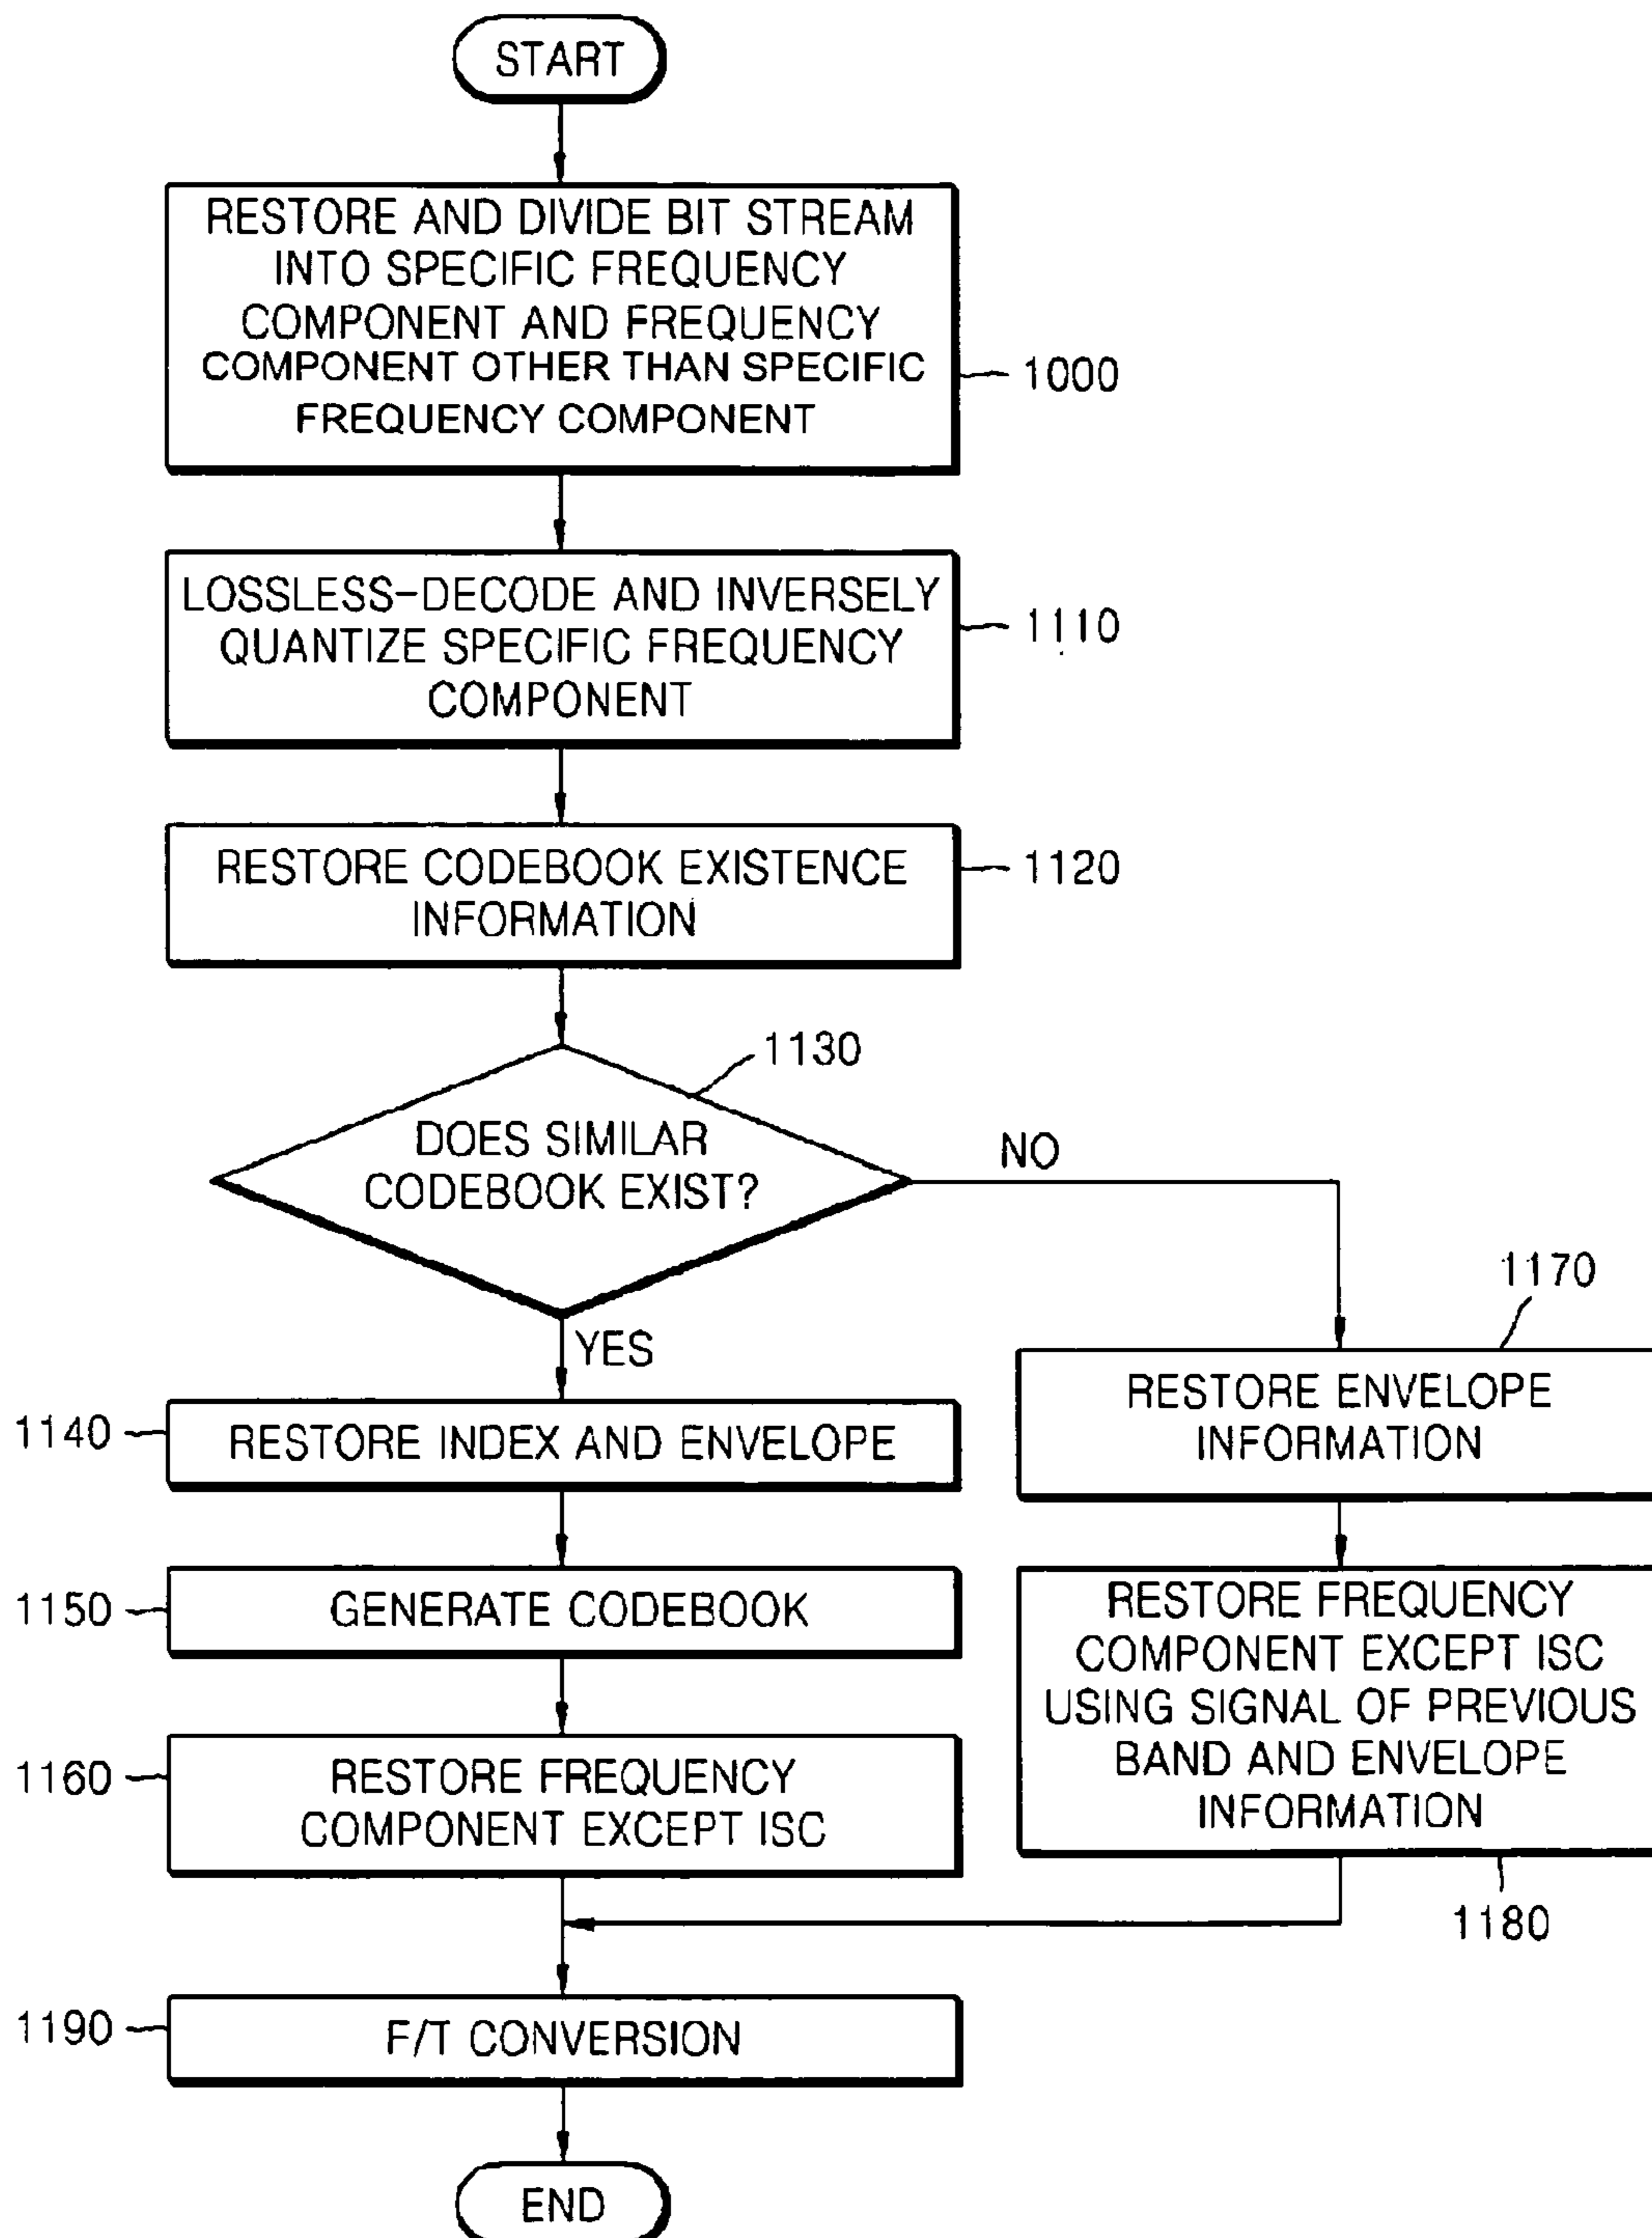 START
RESTORE AND DIVIDE BIT STREAM
INTO SPECIFIC FREQUENCY
COMPONENT AND FREQUENCY
COMPONENT OTHER THAN SPECIFIC
FREQUENCY COMPONENT
1000
LOSSLESS-DECODE AND INVERSELY
QUANTIZE SPECIFIC FREQUENCY
COMPONENT
1110
RESTORE CODEBOOK EXISTENCE
INFORMATION
1120
1130
DOES SIMILAR
CODEBOOK EXIST?
NO
YES
1140
RESTORE INDEX AND ENVELOPE
1150
GENERATE CODEBOOK
1160
RESTORE FREQUENCY
COMPONENT EXCEPT ISC
1170
RESTORE ENVELOPE
INFORMATION
RESTORE FREQUENCY
COMPONENT EXCEPT ISC
USING SIGNAL OF PREVIOUS
BAND AND ENVELOPE
INFORMATION
1180
1190
F/T CONVERSION
END